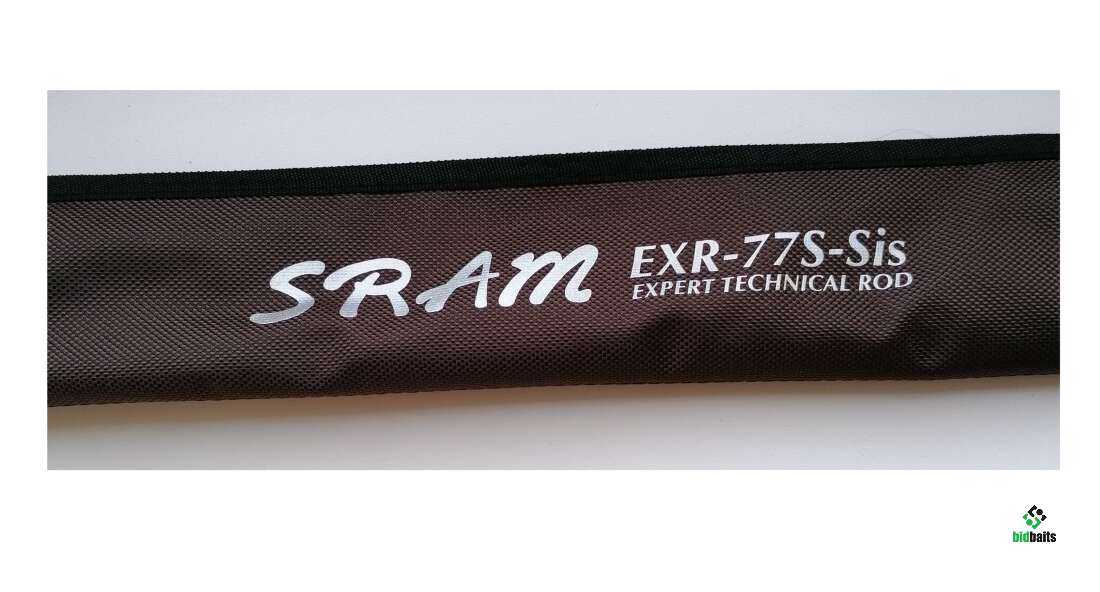 SRAM
EXR-77S-Sis
EXPERT TECHNICAL ROD
bidbaits